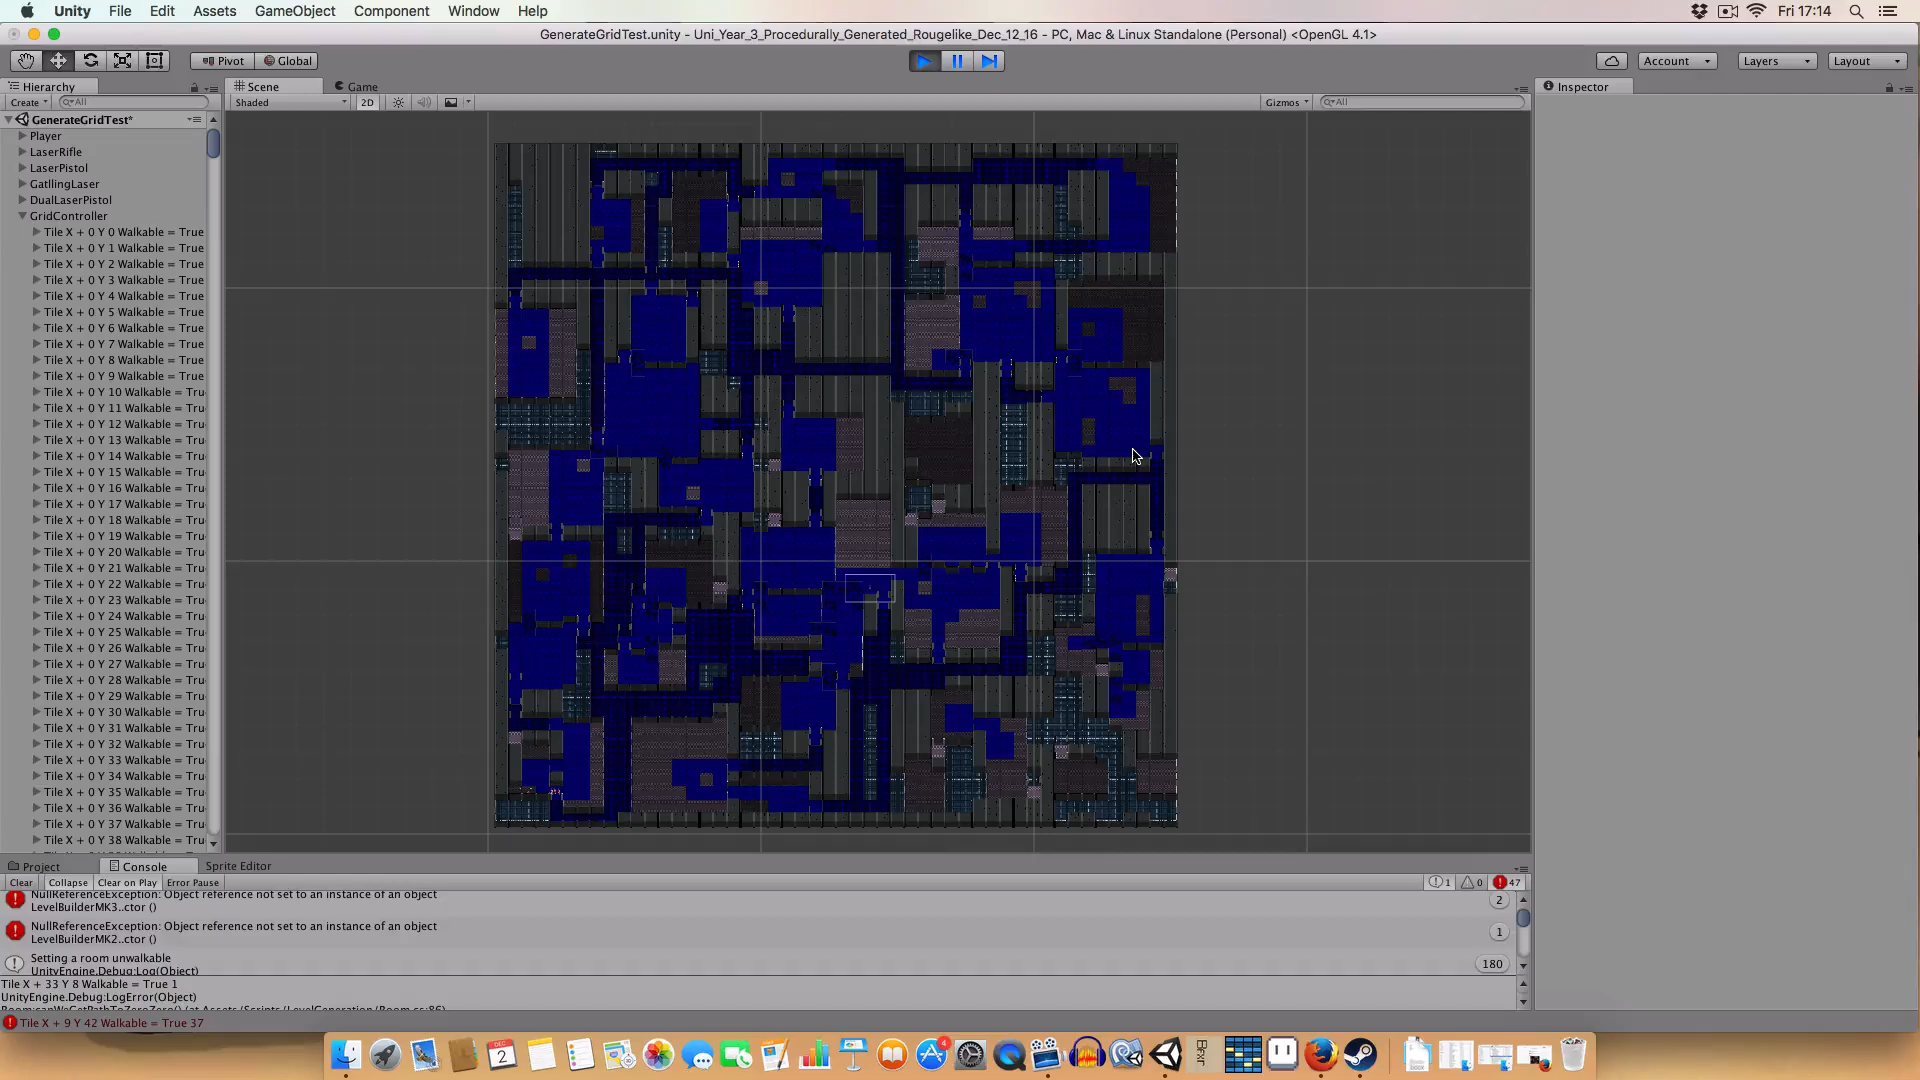 Unity File Edit Assets GameObject Component Window Help Fri 17:14
GenerateGridTest.unity - Uni_Year_3_Procedurally_Generated_Rougelike_Dec_12_16 - PC, Mac & Linux Standalone (Personal) <OpenGL 4.1>
Pivot Global Account Layers Layout
Hierarchy Scene Game Inspector
Create All Shaded 2D Gizmos All
GenerateGridTest*
Player
LaserRifle
LaserPistol
GatllingLaser
DualLaserPistol
GridController
Tile X + 0 Y 0 Walkable = True
Tile X + 0 Y 1 Walkable = True
Tile X + 0 Y 2 Walkable = True
Tile X + 0 Y 3 Walkable = True
Tile X + 0 Y 4 Walkable = True
Tile X + 0 Y 5 Walkable = True
Tile X + 0 Y 6 Walkable = True
Tile X + 0 Y 7 Walkable = True
Tile X + 0 Y 8 Walkable = True
Tile X + 0 Y 9 Walkable = True
Tile X + 0 Y 10 Walkable = Tru
Tile X + 0 Y 11 Walkable = Tru
Tile X + 0 Y 12 Walkable = Tru
Tile X + 0 Y 13 Walkable = Tru
Tile X + 0 Y 14 Walkable = Tru
Tile X + 0 Y 15 Walkable = Tru
Tile X + 0 Y 16 Walkable = Tru
Tile X + 0 Y 17 Walkable = Tru
Tile X + 0 Y 18 Walkable = Tru
Tile X + 0 Y 19 Walkable = Tru
Tile X + 0 Y 20 Walkable = Tru
Tile X + 0 Y 21 Walkable = Tru
Tile X + 0 Y 22 Walkable = Tru
Tile X + 0 Y 23 Walkable = Tru
Tile X + 0 Y 24 Walkable = Tru
Tile X + 0 Y 25 Walkable = Tru
Tile X + 0 Y 26 Walkable = Tru
Tile X + 0 Y 27 Walkable = Tru
Tile X + 0 Y 28 Walkable = Tru
Tile X + 0 Y 29 Walkable = Tru
Tile X + 0 Y 30 Walkable = Tru
Tile X + 0 Y 31 Walkable = Tru
Tile X + 0 Y 32 Walkable = Tru
Tile X + 0 Y 33 Walkable = Tru
Tile X + 0 Y 34 Walkable = Tru
Tile X + 0 Y 35 Walkable = Tru
Tile X + 0 Y 36 Walkable = Tru
Tile X + 0 Y 37 Walkable = Tru
Tile X + 0 Y 38 Walkable = Tru
Project Console Sprite Editor
Clear Collapse Clear on Play Error Pause 1 0 47
NullReferenceException: Object reference not set to an instance of an object
LevelBuilderMK3..ctor () 2
NullReferenceException: Object reference not set to an instance of an object
LevelBuilderMK2..ctor () 1
Setting a room unwalkable
UnityEngine.Debug:Log(Object) 180
Tile X + 33 Y 8 Walkable = True 1
UnityEngine.Debug:LogError(Object)
Room:canWeGetPathToZeroZero() (at Assets/Scripts/LevelGeneration/Room.cs:86)
Tile X + 9 Y 42 Walkable = True 37
DEC
2
4